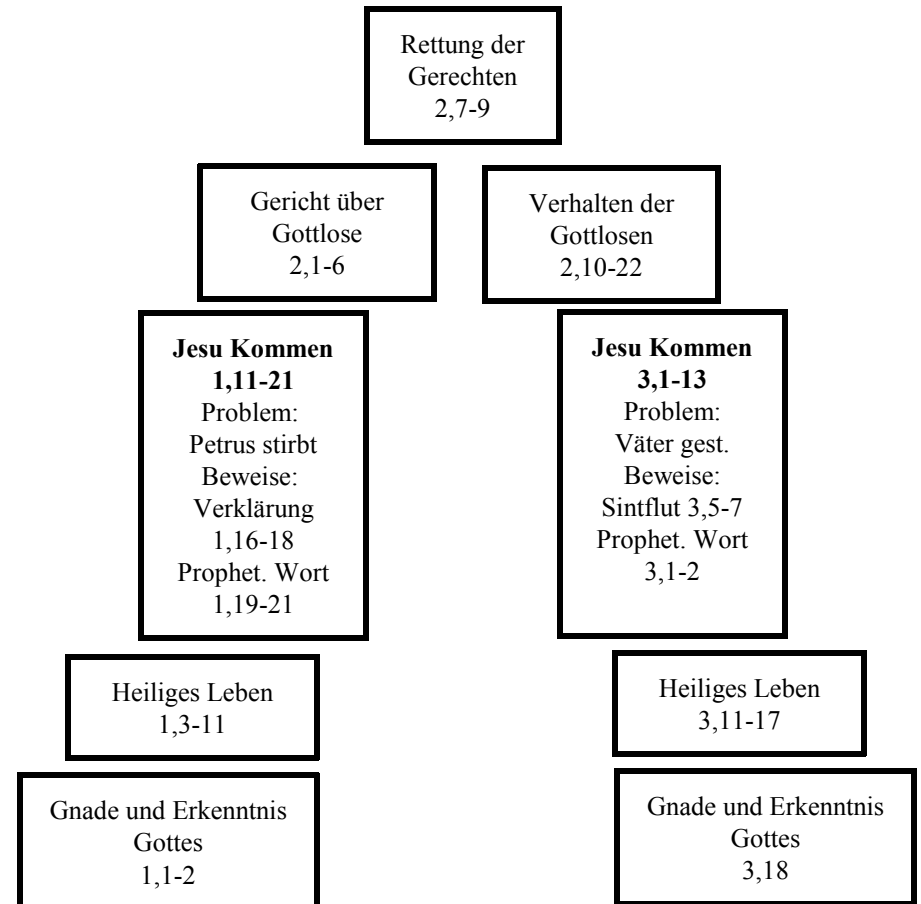 Rettung der
Gerechten
2,7-9
Gericht über
Gottlose
2,1-6
Verhalten der
Gottlosen
2,10-22
Jesu Kommen
1,11-21
Problem:
Petrus stirbt
Beweise:
Verklärung
1,16-18
Prophet. Wort
1,19-21
Jesu Kommen
3,1-13
Problem:
Väter gest.
Beweise:
Sintflut 3,5-7
Prophet. Wort
3,1-2
Heiliges Leben
1,3-11
Heiliges Leben
3,11-17
Gnade und Erkenntnis
Gottes
1,1-2
Gnade und Erkenntnis
Gottes
3,18